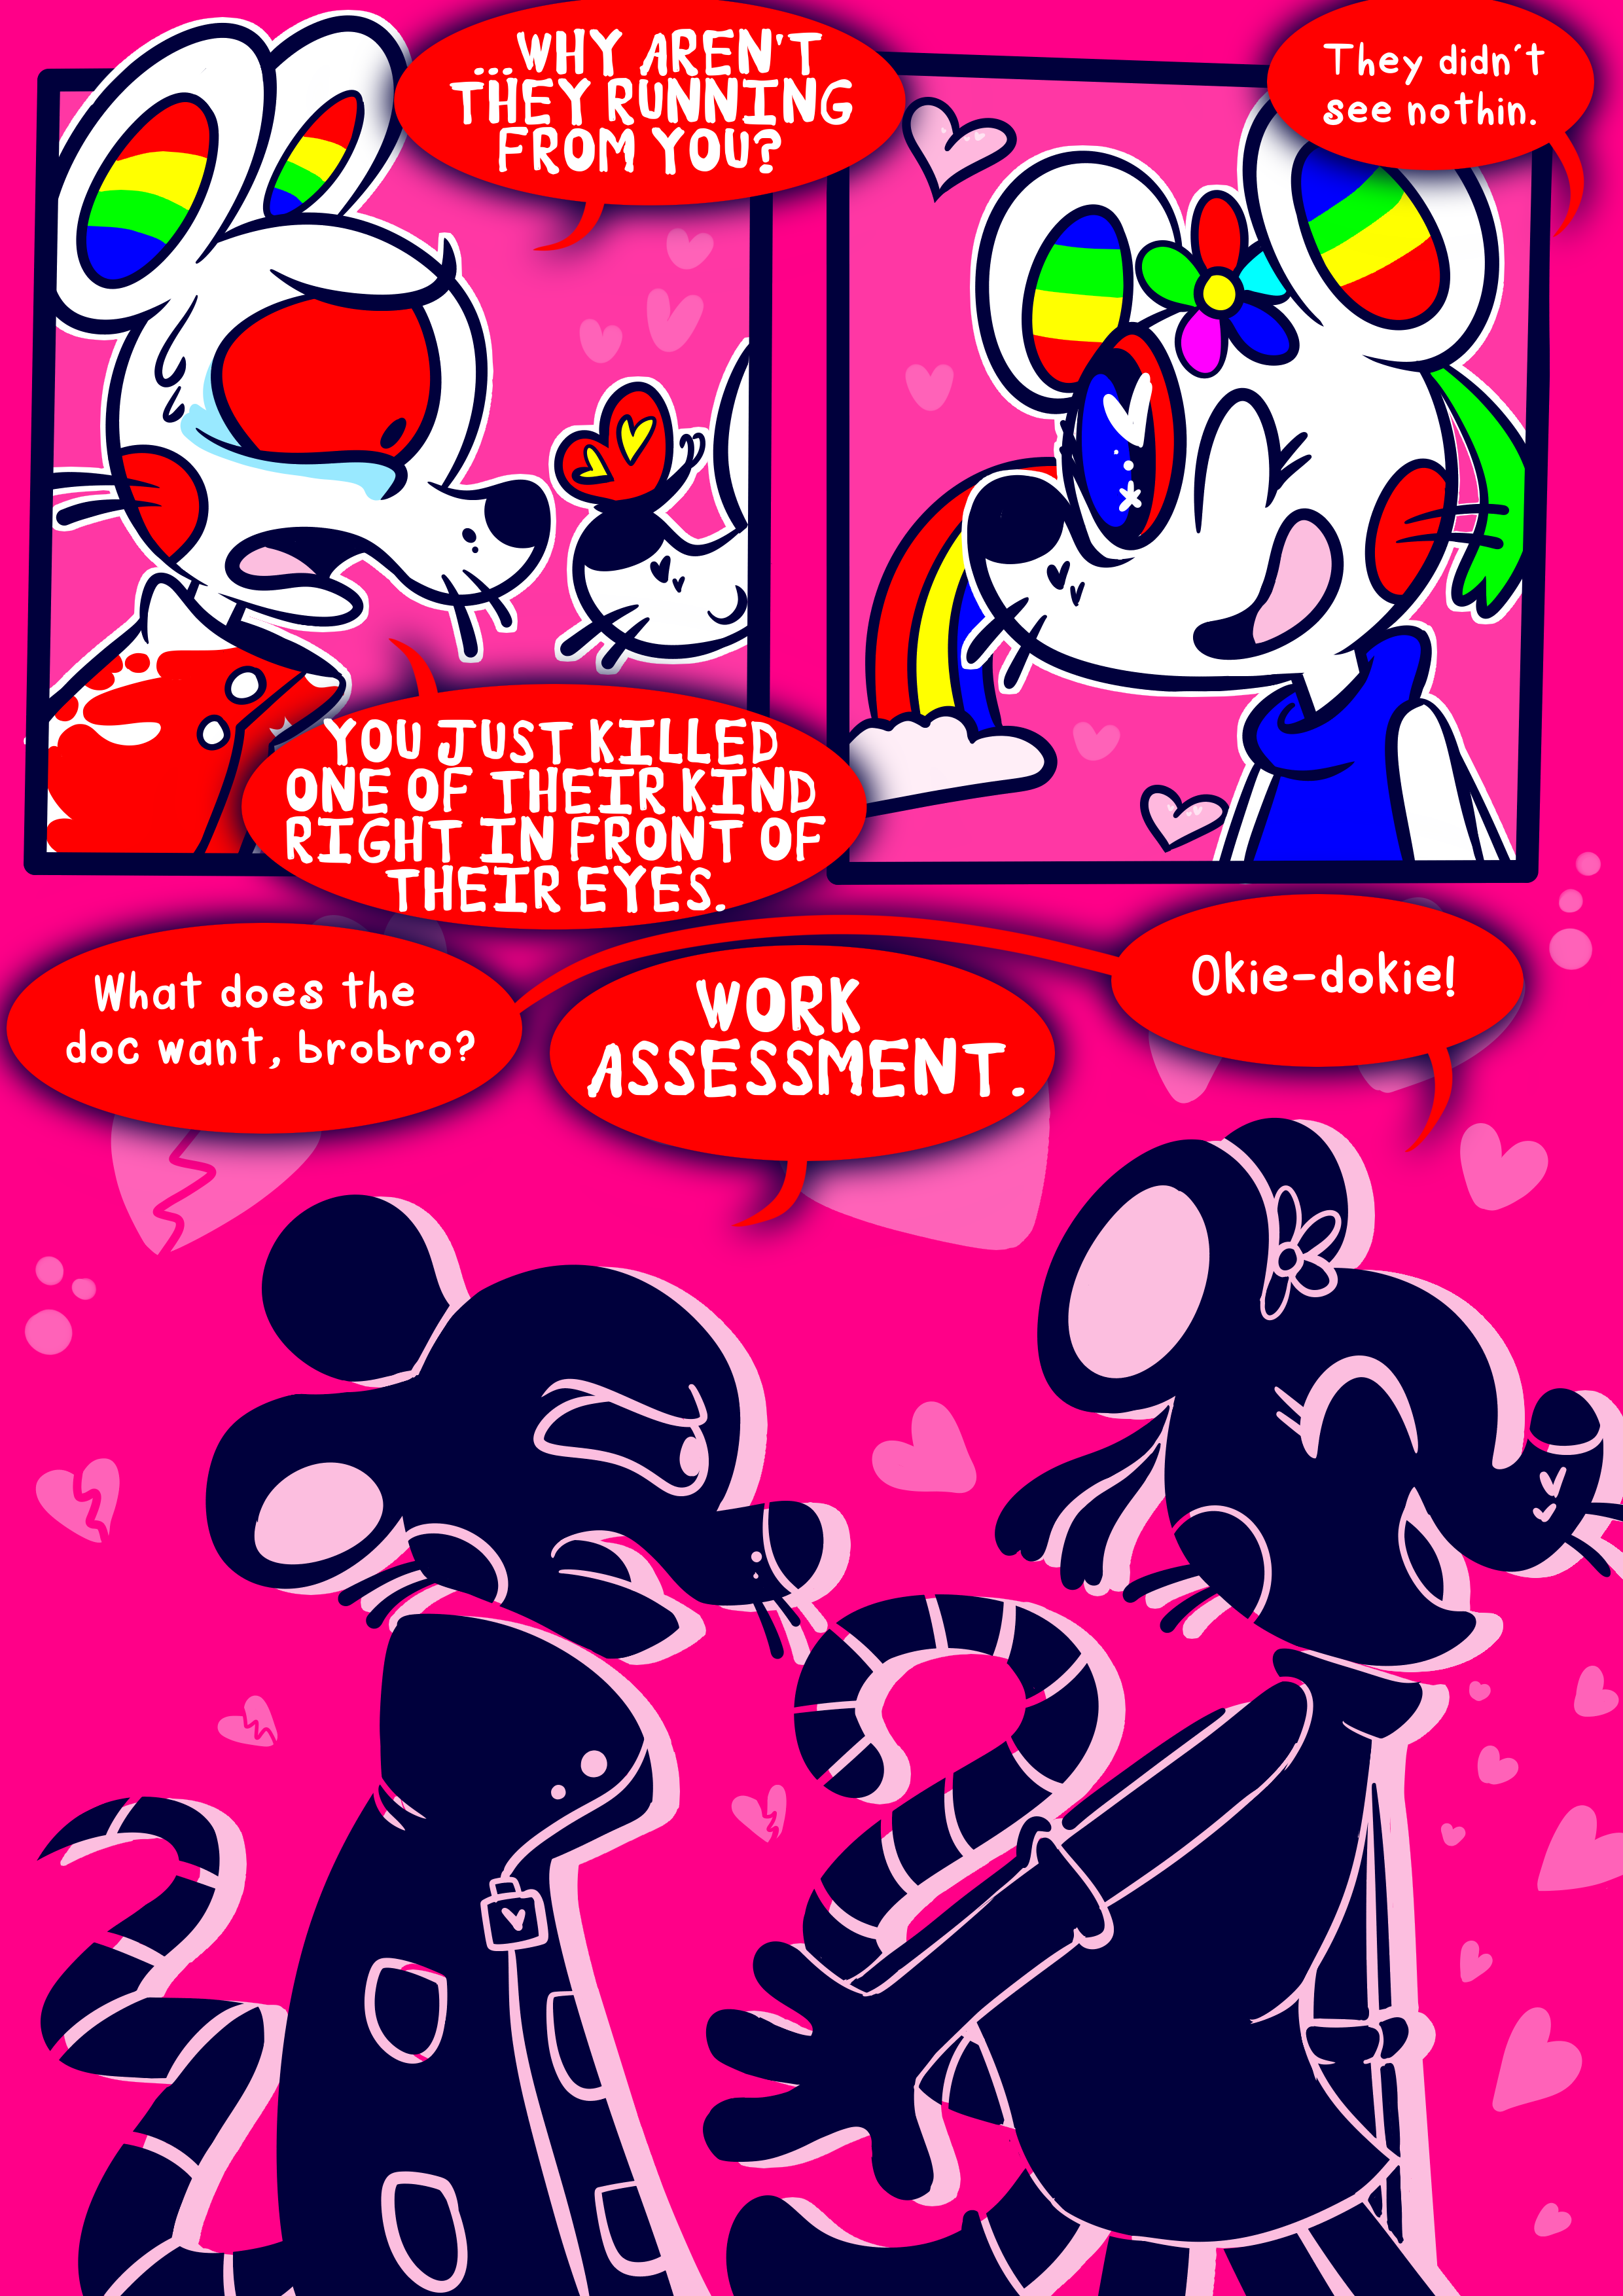 ... WHY AREN'T
THEY RUNNING
FROM YOU?
They didn't
see nothin.
YOU JUST KILLED
ONE OF THEIR KIND
RIGHT IN FRONT OF
THEIR EYES.
What does the
doc want, brobro?
WORK
ASSESSMENT.
Okie-dokie!